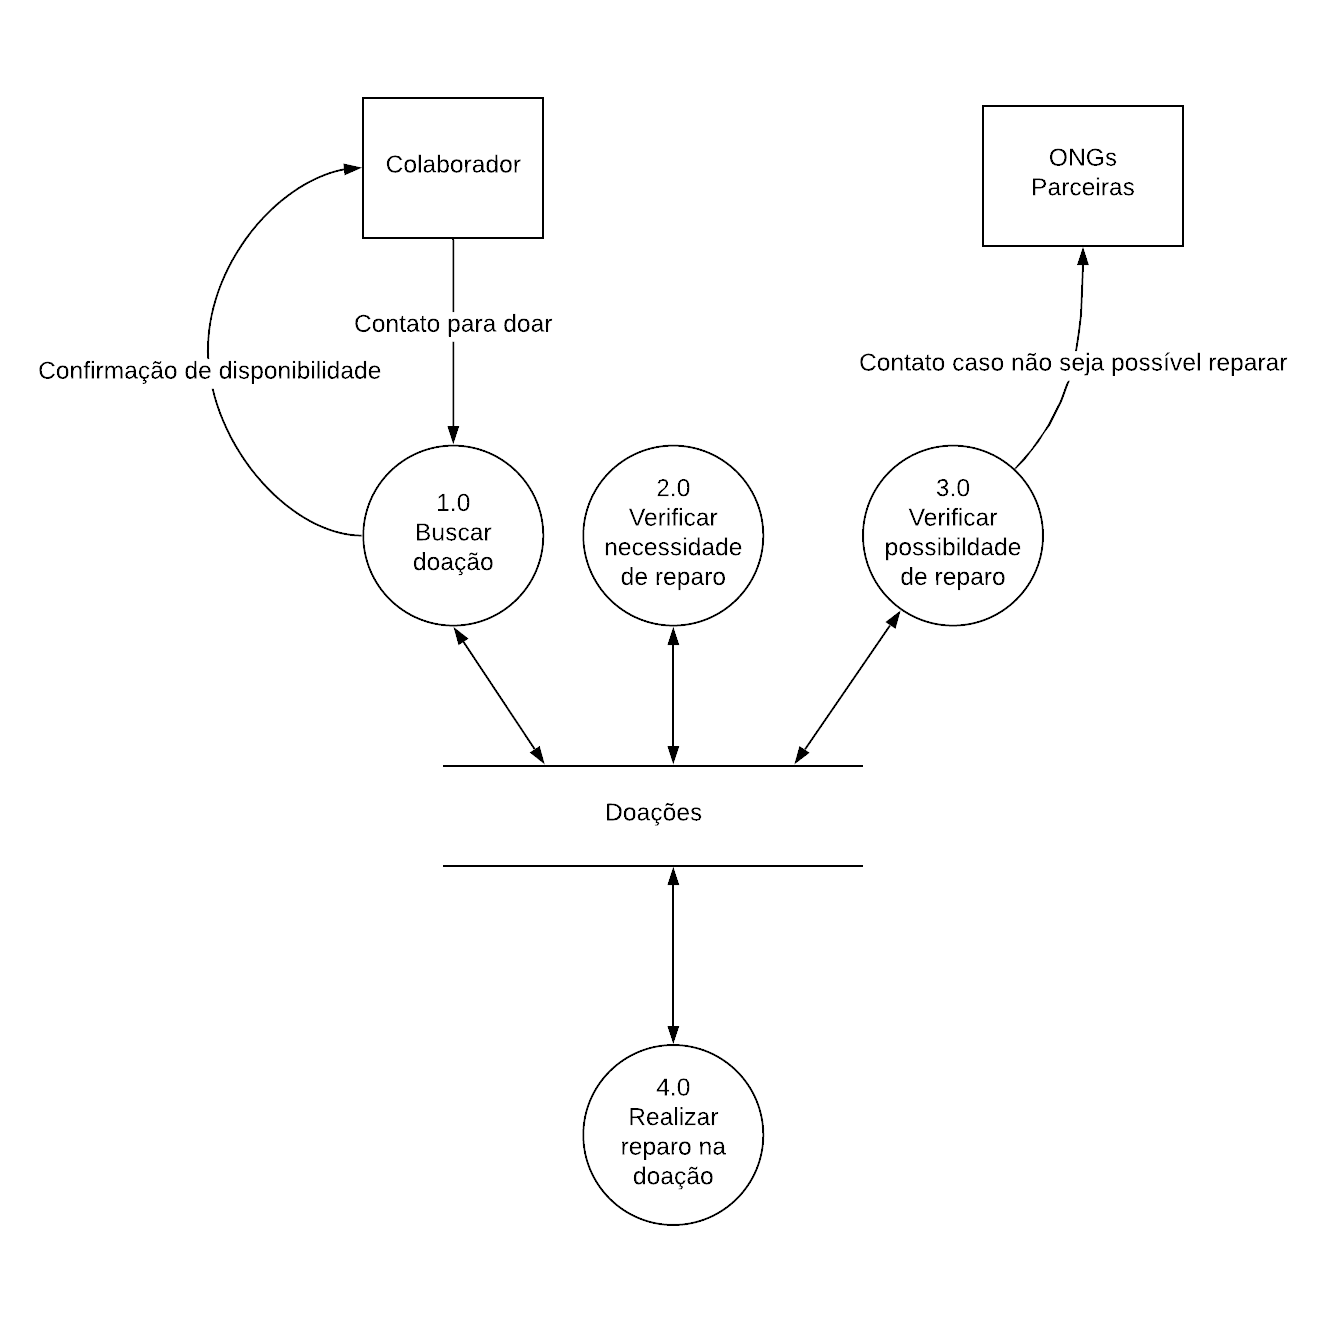 Colaborador
ONGs
Parceiras
Contato para doar
Confirmação de disponibilidade
Contato caso não seja possível reparar
1.0
Buscar
doação
2.0
Verificar
necessidade
de reparo
3.0
Verificar
possibildade
de reparo
Doações
4.0
Realizar
reparo na
doação